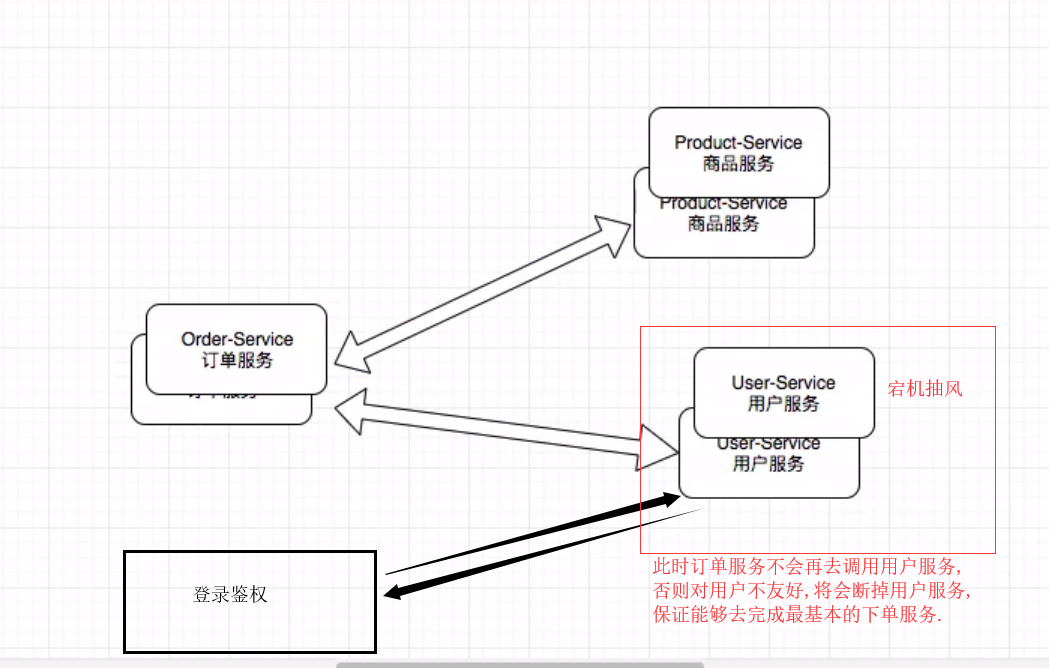 Product-Service
商品服务
Product-Service
商品服务
Order-Service
订单服务
订单服务
User-Service
用户服务
宕机抽风
User-Service
用户服务
此时订单服务不会再去调用用户服务,
否则对用户不友好,将会断掉用户服务,
保证能够去完成最基本的下单服务.
登录鉴权